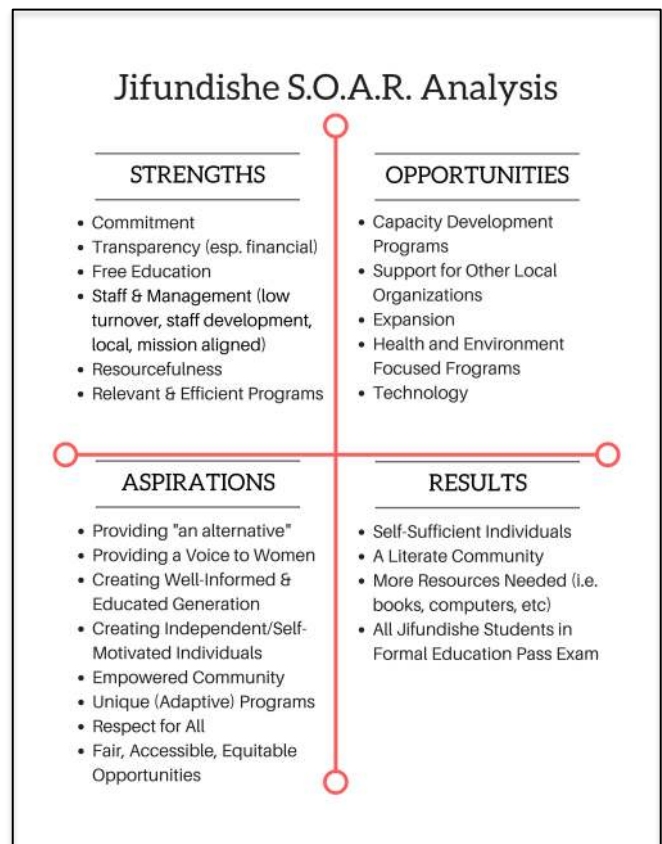 Jifundishe S.O.A.R. Analysis
STRENGTHS
• Commitment
• Transparency (esp. financial)
• Free Education
• Staff & Management (low
turnover, staff development,
local, mission aligned)
• Resourcefulness
• Relevant & Efficient Programs
OPPORTUNITIES
• Capacity Development
Programs
• Support for Other Local
Organizations
• Expansion
• Health and Environment
Focused Frograms
• Technology
ASPIRATIONS
• Providing "an alternative"
• Providing a Voice to Women
• Creating Well-Informed &
Educated Generation
• Creating Independent/Self-
Motivated Individuals
• Empowered Community
• Unique (Adaptive) Programs
• Respect for All
• Fair, Accessible, Equitable
Opportunities
RESULTS
• Self-Sufficient Individuals
• A Literate Community
• More Resources Needed (i.e.
books, computers, etc)
• All Jifundishe Students in
Formal Education Pass Exam